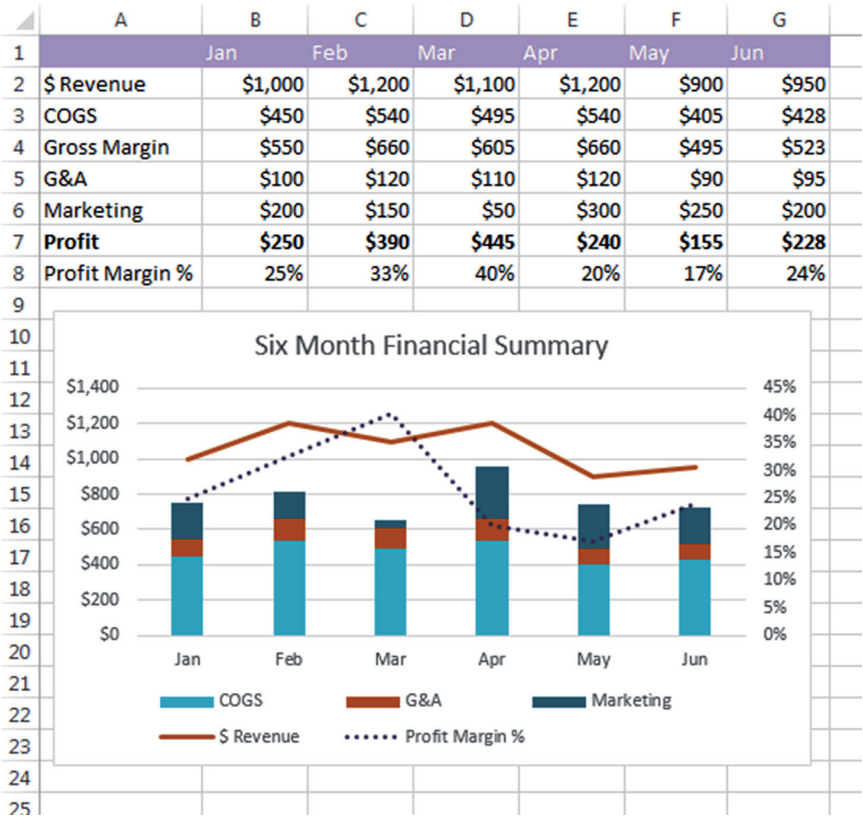 A B C D E F G
1 Jan Feb Mar Apr May Jun
2 $ Revenue $1,000 $1,200 $1,100 $1,200 $900 $950
3 COGS $450 $540 $495 $540 $405 $428
4 Gross Margin $550 $660 $605 $660 $495 $523
5 G&A $100 $120 $110 $120 $90 $95
6 Marketing $200 $150 $50 $300 $250 $200
7 Profit $250 $390 $445 $240 $155 $228
8 Profit Margin % 25% 33% 40% 20% 17% 24%
9
10 Six Month Financial Summary
11
$1,400 45%
12 40%
13 $1,200 35%
14 $1,000 30%
15 $800 25%
16 $600 20%
17 $400 15%
18 10%
19 $200 5%
$0 0%
20 Jan Feb Mar Apr May Jun
21
22 COGS G&A Marketing
23 $ Revenue Profit Margin %
24
25